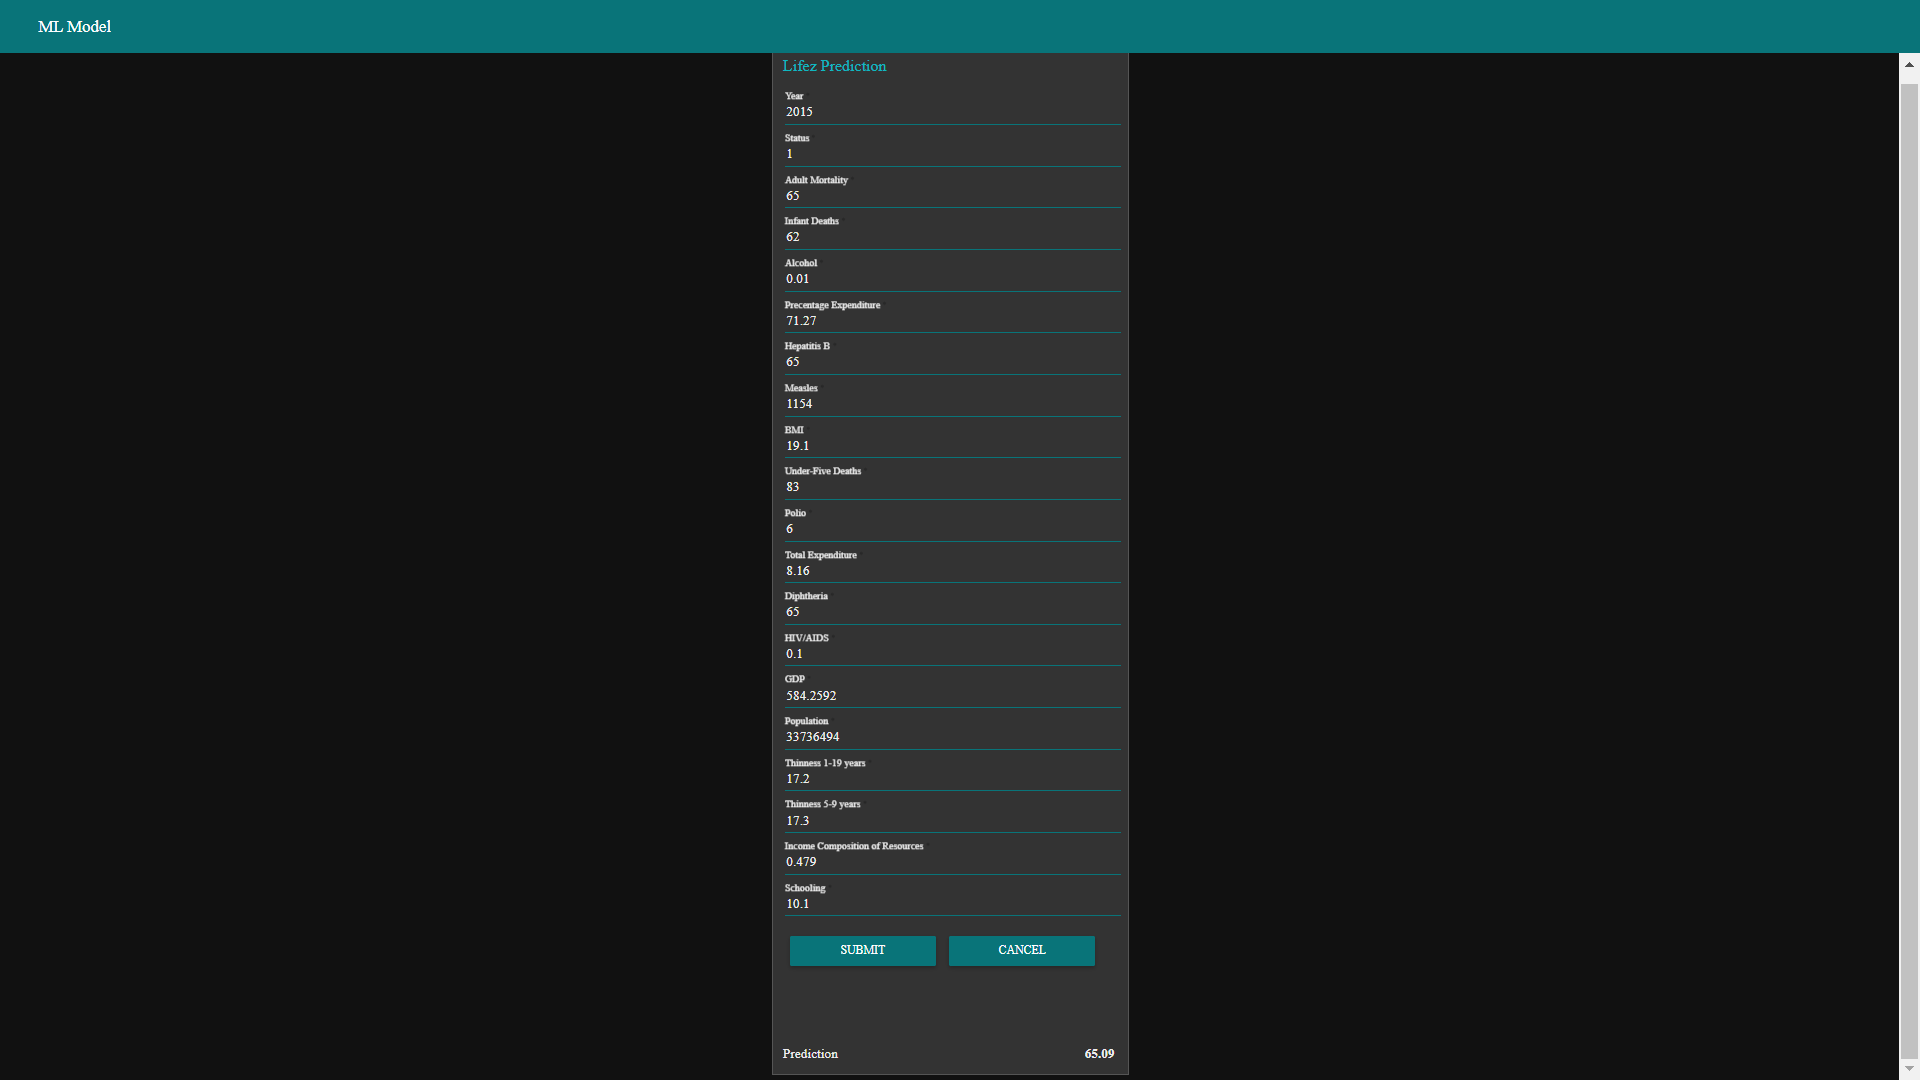 ML Model
Lifez Prediction
Year
2015
Status
1
Adult Mortality
65
Infant Deaths
62
Alcohol
0.01
Precentage Expenditure
71.27
Hepatitis B
65
Measles
1154
BMI
19.1
Under-Five Deaths
83
Polio
6
Total Expenditure
8.16
Diphtheria
65
HIV/AIDS
0.1
GDP
584.2592
Population
33736494
Thinness 1-19 years
17.2
Thinness 5-9 years
17.3
Income Composition of Resources
0.479
Schooling
10.1
SUBMIT CANCEL
Prediction 65.09